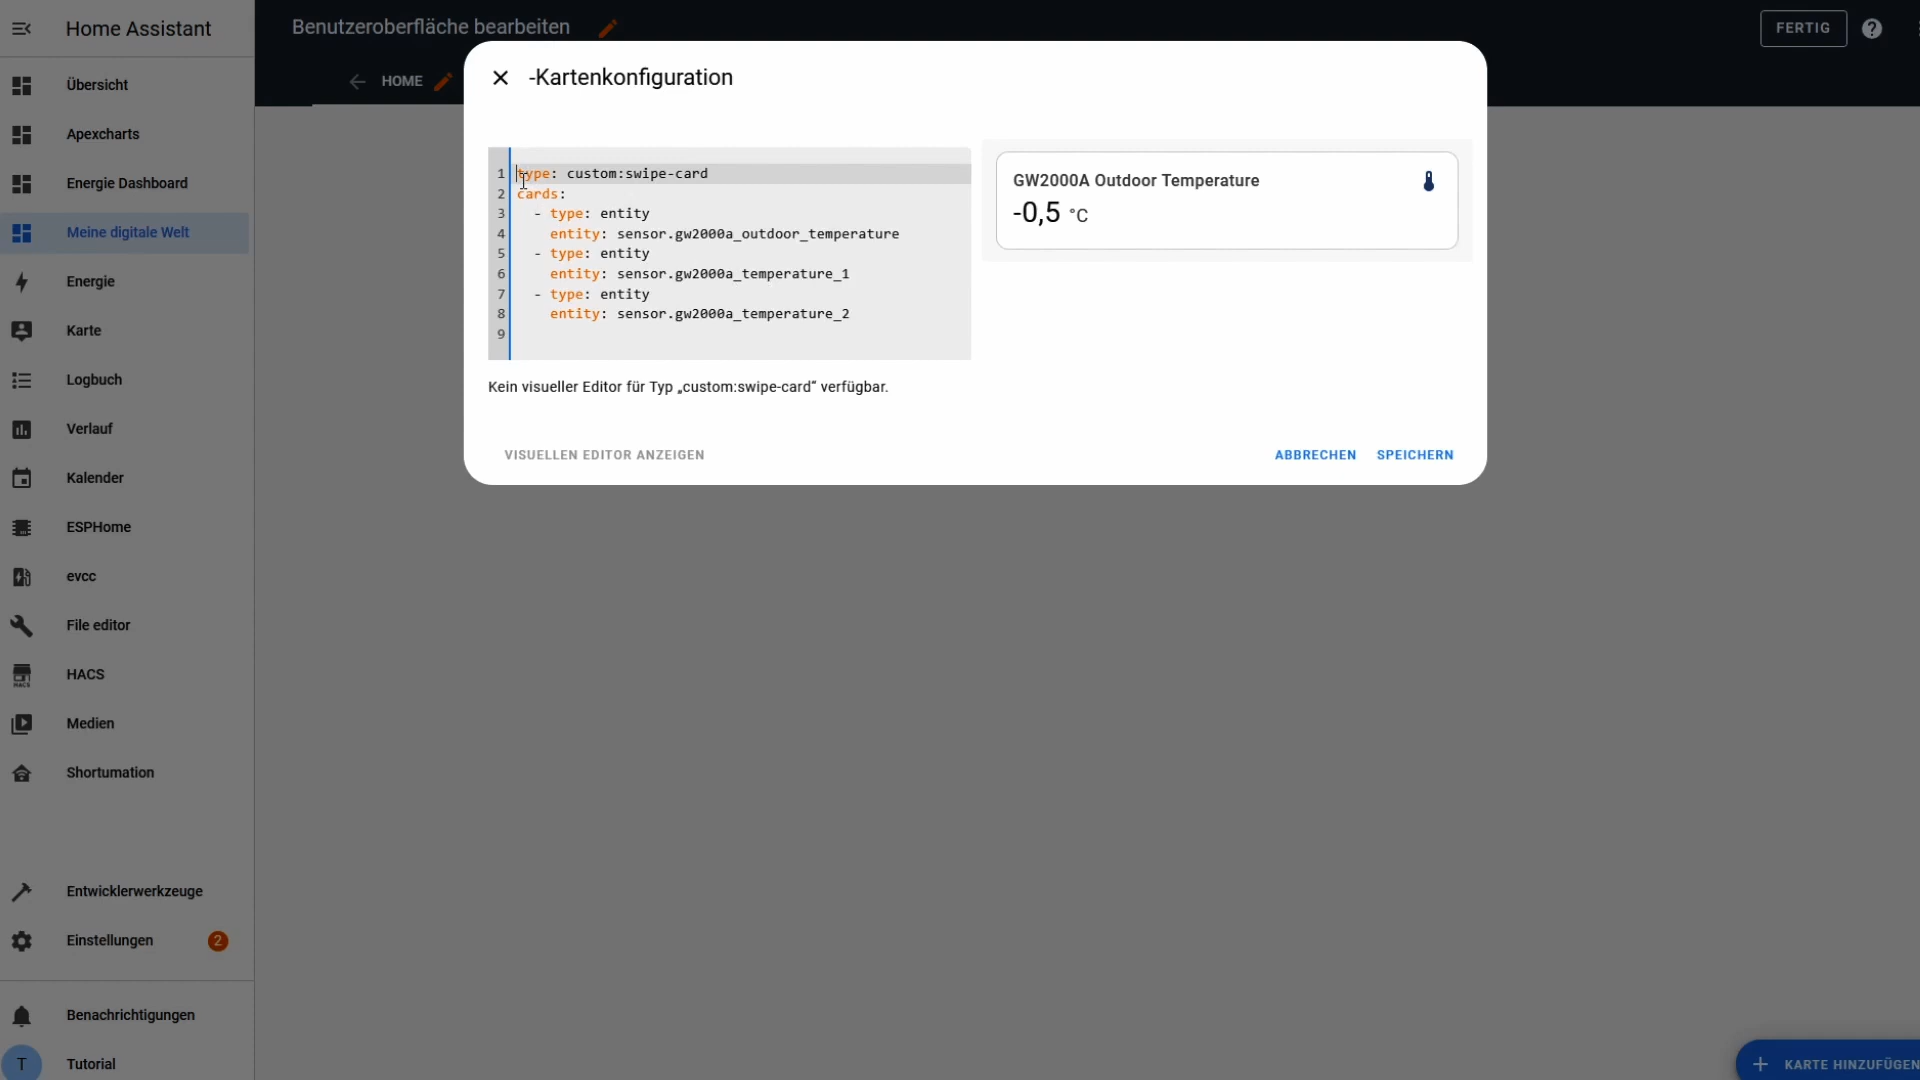 Home Assistant
Übersicht
Apexcharts
Energie Dashboard
Meine digitale Welt
Energie
Karte
Logbuch
Verlauf
Kalender
ESPHome
evcc
File editor
HACS
Medien
Shortumation
Entwicklerwerkzeuge
Einstellungen 2
Benachrichtigungen
T Tutorial
Benutzeroberfläche bearbeiten
FERTIG
HOME
-Kartenkonfiguration
1 type: custom:swipe-card
2 cards:
3   - type: entity
4     entity: sensor.gw2000a_outdoor_temperature
5   - type: entity
6     entity: sensor.gw2000a_temperature_1
7   - type: entity
8     entity: sensor.gw2000a_temperature_2
9
Kein visueller Editor für Typ „custom:swipe-card“ verfügbar.
GW2000A Outdoor Temperature
-0,5 °C
VISUELLEN EDITOR ANZEIGEN
ABBRECHEN
SPEICHERN
KARTE HINZUFÜGEN